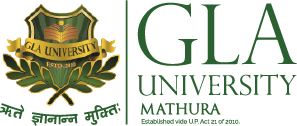 GLA UNIVERSITY
ESTD-2010
ऋते ज्ञानान्न मुक्तिः
GLA
UNIVERSITY
MATHURA
Established vide U.P. Act 21 of 2010.